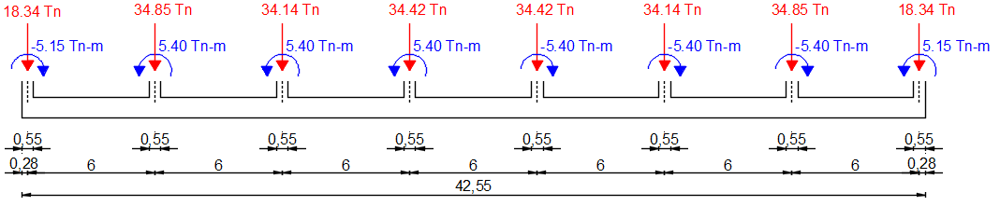 18.34 Tn 34.85 Tn 34.14 Tn 34.42 Tn 34.42 Tn 34.14 Tn 34.85 Tn 18.34 Tn
-5.15 Tn-m 5.40 Tn-m 5.40 Tn-m 5.40 Tn-m -5.40 Tn-m -5.40 Tn-m -5.40 Tn-m 5.15 Tn-m
0,55 0,55 0,55 0,55 0,55 0,55 0,55 0,55
0,28 6 6 6 6 6 6 6 0,28
42,55